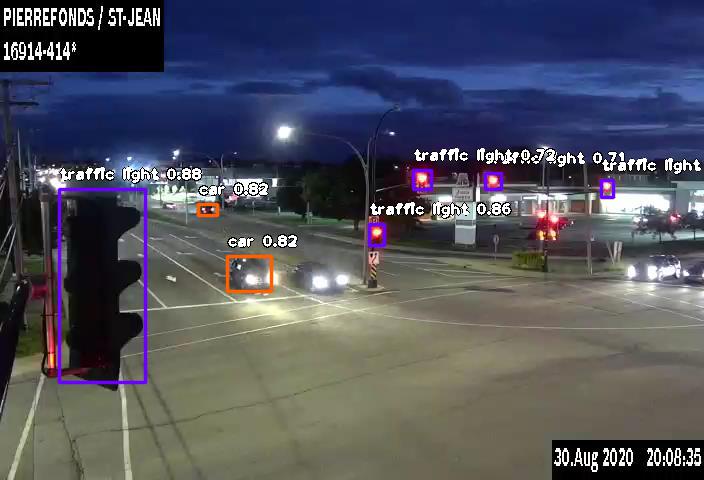 PIERREFONDS / ST-JEAN
16914-414*
traffic light 0.72
traffic light 0.71
traffic light
traffic light 0.88
car 0.82
traffic light 0.86
car 0.82
30.Aug 2020 20:08:35